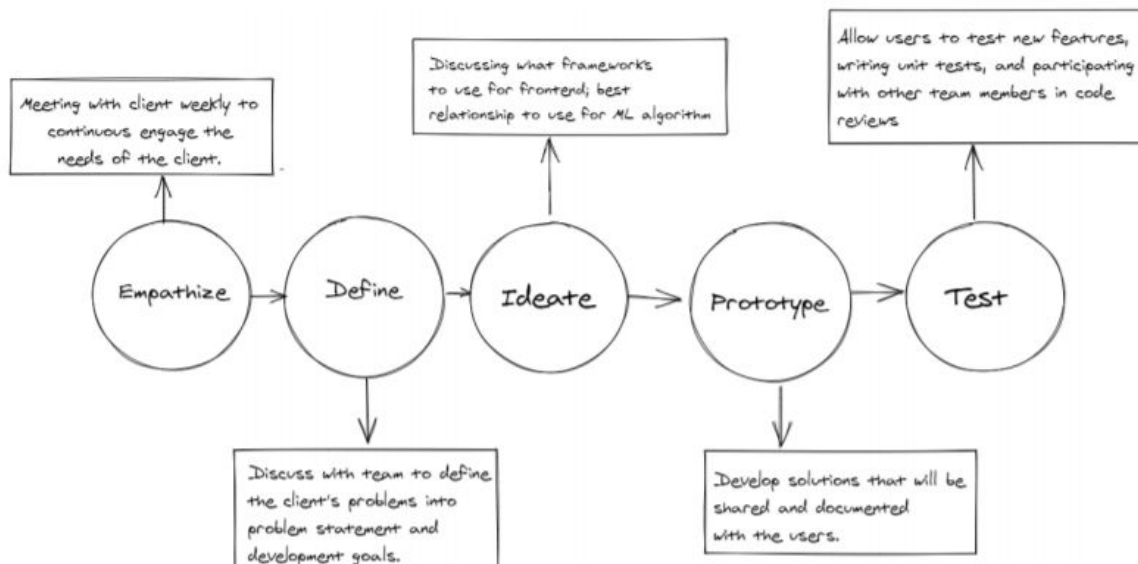 Allow users to test new features,
writing unit tests, and participating
with other team members in code
reviews
Discussing what frameworks
to use for frontend; best
relationship to use for ML algorithm
Meeting with client weekly to
continuous engage the
needs of the client.
Empathize
Define
Ideate
Prototype
Test
Discuss with team to define
the client's problems into
problem statement and
development goals.
Develop solutions that will be
shared and documented
with the users.